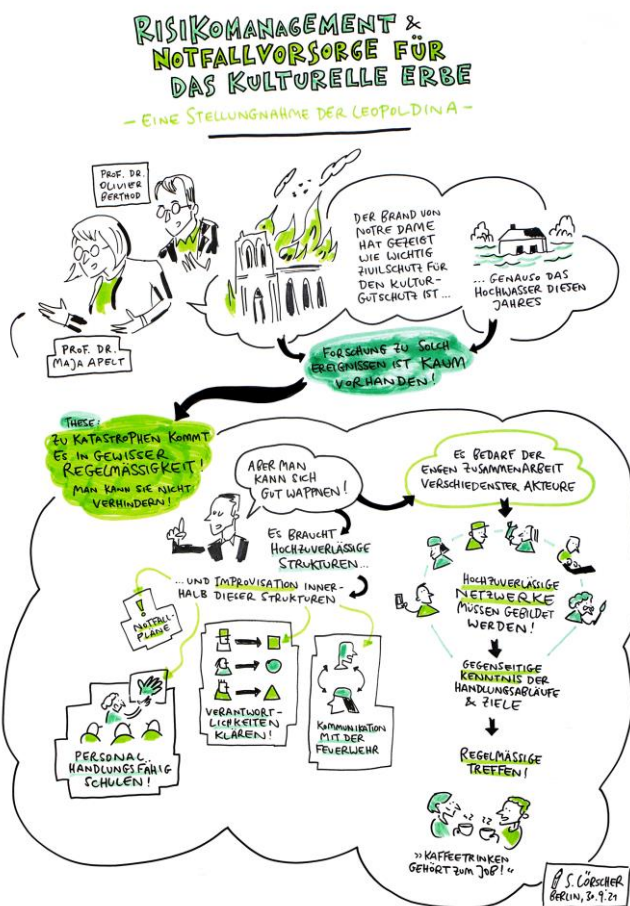 RISIKOMANAGEMENT &
NOTFALLVORSORGE FÜR
DAS KULTURELLE ERBE
- EINE STELLUNGNAHME DER LEOPOLDINA -
PROF. DR.
OLIVIER
BERTHOD
PROF. DR.
MAJA APELT
DER BRAND VON
NOTRE DAME
HAT GEZEIGT
WIE WICHTIG
ZIVILSCHUTZ FÜR
DEN KULTUR-
GUTSCHUTZ IST...
... GENAUSO DAS
HOCHWASSER DIESEN
JAHRES
FORSCHUNG ZU SOLCH
EREIGNISSEN IST KAUM
VORHANDEN!
THESE:
ZU KATASTROPHEN KOMMT
ES IN GEWISSER
REGELMÄSSIGKEIT!
MAN KANN SIE NICHT
VERHINDERN!
ABER MAN
KANN SICH
GUT WAPPNEN!
ES BRAUCHT
HOCHZUVERLÄSSIGE
STRUKTUREN...
...UND IMPROVISATION INNER-
HALB DIESER STRUKTUREN
!
NOTFALL-
PLÄNE
PERSONAL
HANDLUNGSFÄHIG
SCHULEN!
VERANTWORT-
LICHKEITEN
KLÄREN!
KOMMUNIKATION
MIT DER
FEUERWEHR
ES BEDARF DER
ENGEN ZUSAMMENARBEIT
VERSCHIEDENSTER AKTEURE
HOCHZUVERLÄSSIGE
NETZWERKE
MÜSSEN GEBILDET
WERDEN!
GEGENSEITIGE
KENNTNIS DER
HANDLUNGSABLÄUFE
& ZIELE
REGELMÄSSIGE
TREFFEN!
»KAFFEETRINKEN
GEHÖRT ZUM JOB!«
S. LÖRSCHER
BERLIN, 30.9.21